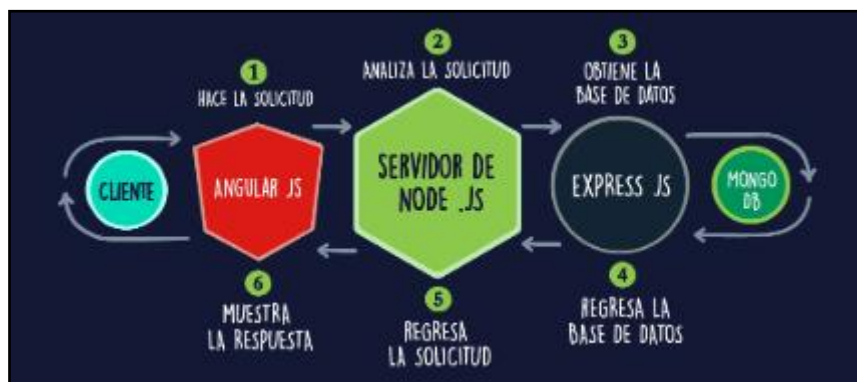 1
HACE LA SOLICITUD
2
ANALIZA LA SOLICITUD
3
OBTIENE LA
BASE DE DATOS
CLIENTE
ANGULAR JS
SERVIDOR DE
NODE .JS
EXPRESS JS
MONGO
DB
6
MUESTRA
LA RESPUESTA
5
REGRESA
LA SOLICITUD
4
REGRESA LA
BASE DE DATOS